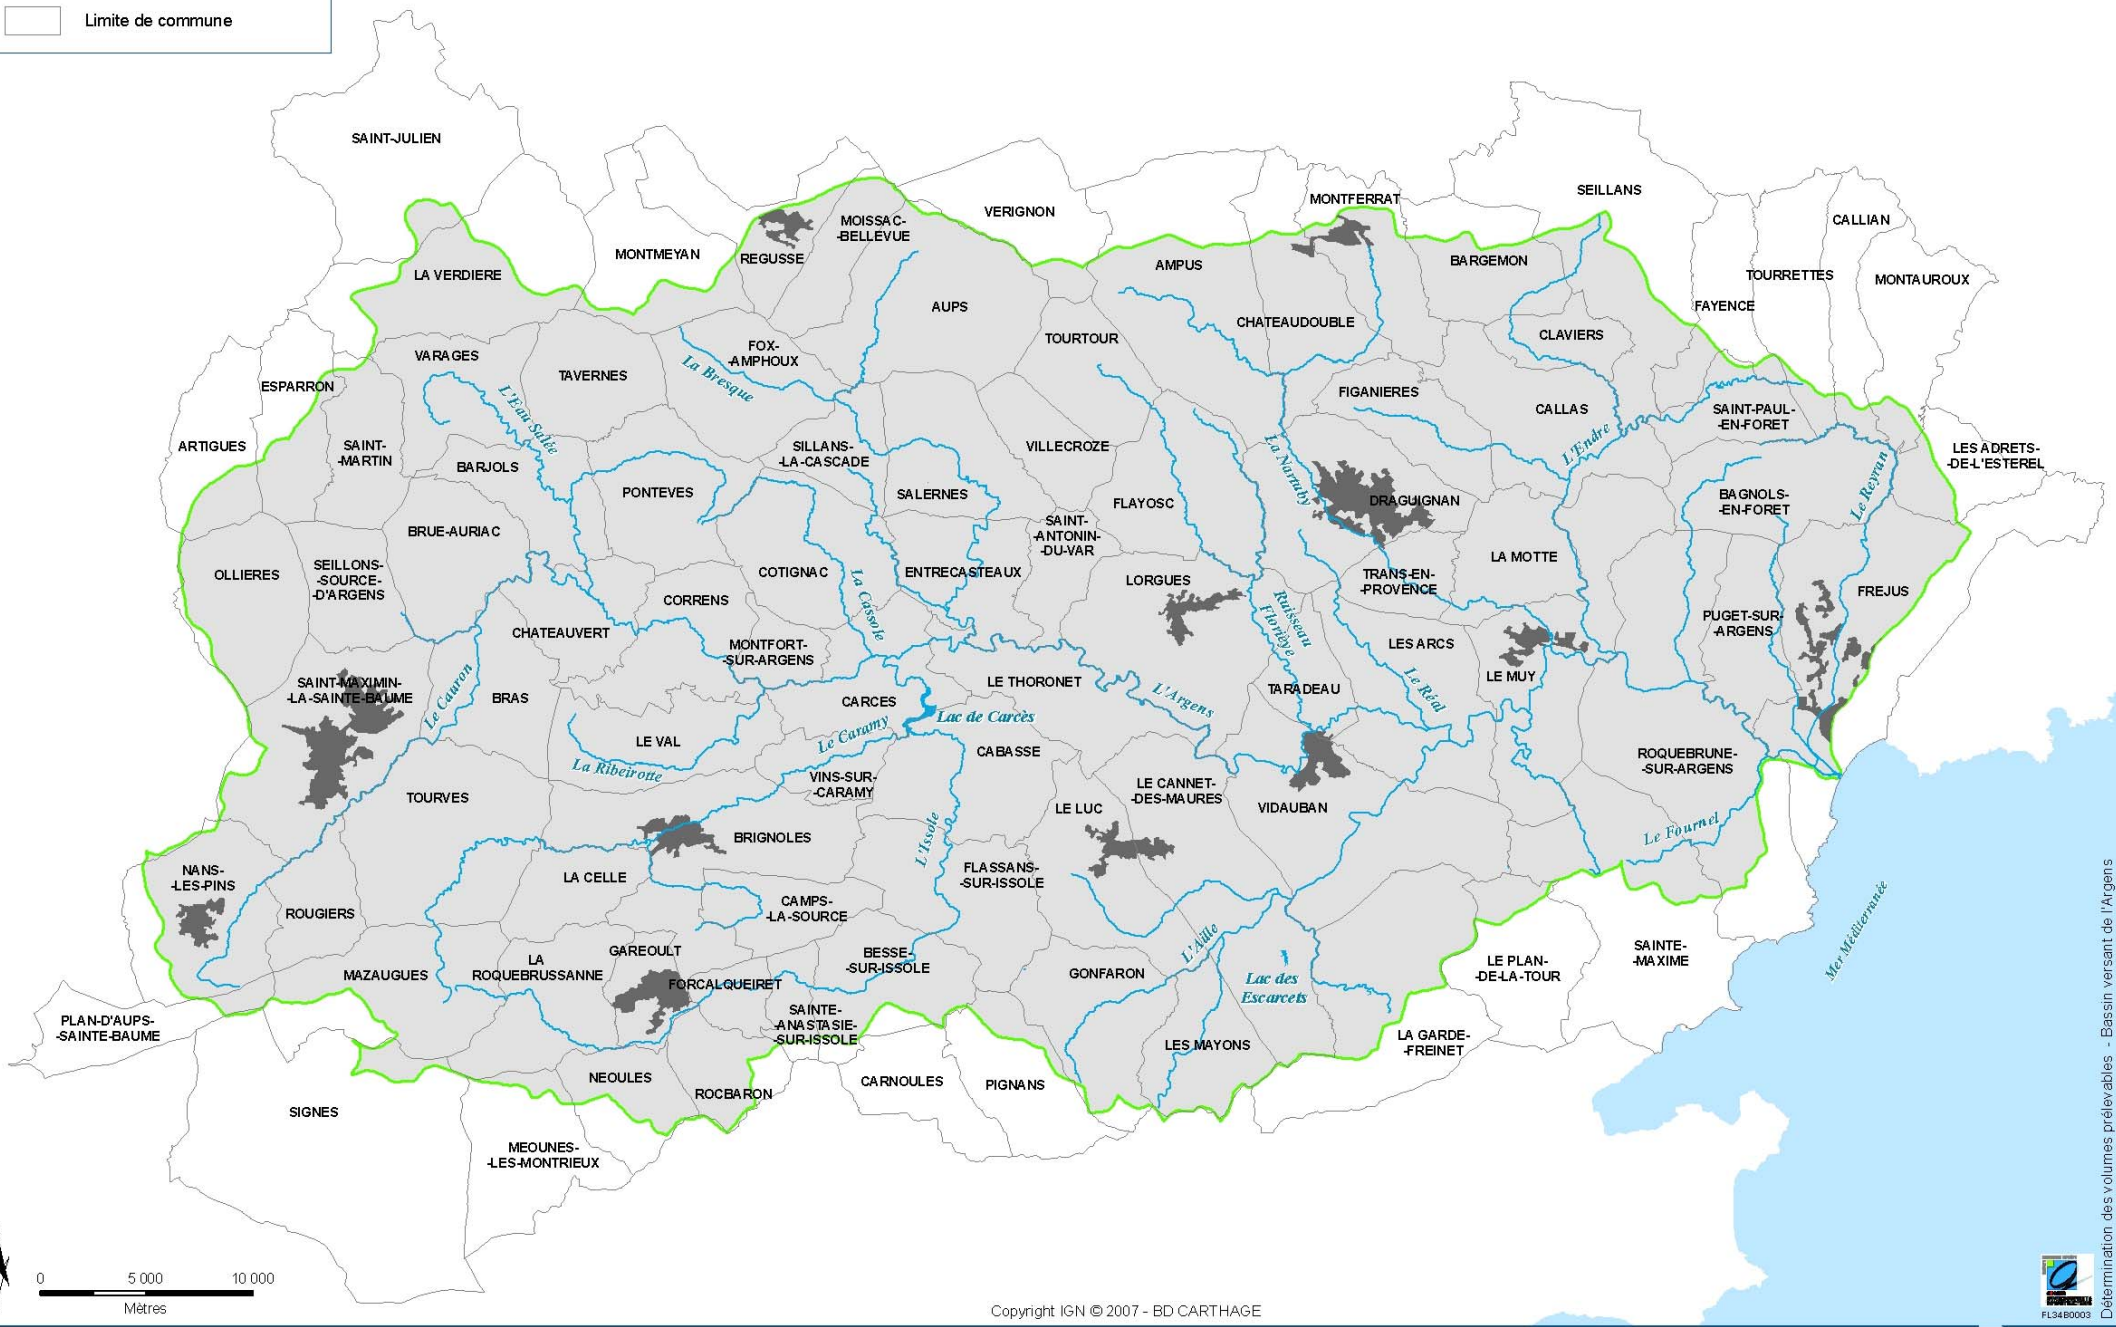 Limite de commune
SAINT-JULIEN
MONTFERRAT
SEILLANS
VERIGNON
CALLIAN
MOISSAC-
-BELLEVUE
MONTMEYAN
REGUSSE
LA VERDIERE
AMPUS
BARGEMON
TOURRETTES
MONTAUROUX
AUPS
FAYENCE
CHATEAUDOUBLE
TOURTOUR
CLAVIERS
VARAGES
FOX-
-AMPHOUX
La Bresque
TAVERNES
ESPARRON
FIGANIERES
CALLAS
SAINT-PAUL-
-EN-FORET
L'Eau Salée
ARTIGUES
SAINT-
-MARTIN
BARJOLS
SILLANS-
-LA-CASCADE
VILLECROZE
La Nartuby
L'Endre
LES ADRETS-
-DE-L'ESTEREL
PONTEVES
SALERNES
FLAYOSC
DRAGUIGNAN
BAGNOLS-
-EN-FORET
Le Reyran
BRUE-AURIAC
SAINT-
-ANTONIN-
-DU-VAR
LA MOTTE
OLLIERES
SEILLONS-
-SOURCE-
-D'ARGENS
COTIGNAC
ENTRECASTEAUX
LORGUES
TRANS-EN-
-PROVENCE
FREJUS
CORRENS
La Cassole
Ruisseau
Florièye
PUGET-SUR-
-ARGENS
CHATEAUVERT
MONTFORT-
-SUR-ARGENS
LES ARCS
LE MUY
SAINT-MAXIMIN-
-LA-SAINTE-BAUME
Le Cauron
BRAS
LE THORONET
L'Argens
TARADEAU
Le Réal
CARCES
Lac de Carcès
Le Caramy
LE VAL
La Ribeirotte
CABASSE
ROQUEBRUNE-
-SUR-ARGENS
VINS-SUR-
-CARAMY
LE CANNET-
-DES-MAURES
TOURVES
LE LUC
VIDAUBAN
BRIGNOLES
L'Issole
Le Fournel
NANS-
-LES-PINS
LA CELLE
FLASSANS-
-SUR-ISSOLE
ROUGIERS
CAMPS-
-LA-SOURCE
Mer Méditerranée
GAREOULT
L'Aille
MAZAUGUES
LA
ROQUEBRUSSANNE
BESSE-
-SUR-ISSOLE
GONFARON
Lac des
Escarcets
LE PLAN-
-DE-LA-TOUR
SAINTE-
-MAXIME
FORCALQUEIRET
PLAN-D'AUPS-
-SAINTE-BAUME
SAINTE-
-ANASTASIE-
-SUR-ISSOLE
LES MAYONS
LA GARDE-
-FREINET
NEOULES
ROCBARON
CARNOULES
PIGNANS
SIGNES
MEOUNES-
-LES-MONTRIEUX
0 5 000 10 000
Mètres
Copyright IGN © 2007 - BD CARTHAGE
FL34B0003
Détermination des volumes prélevables - Bassin versant de l'Argens